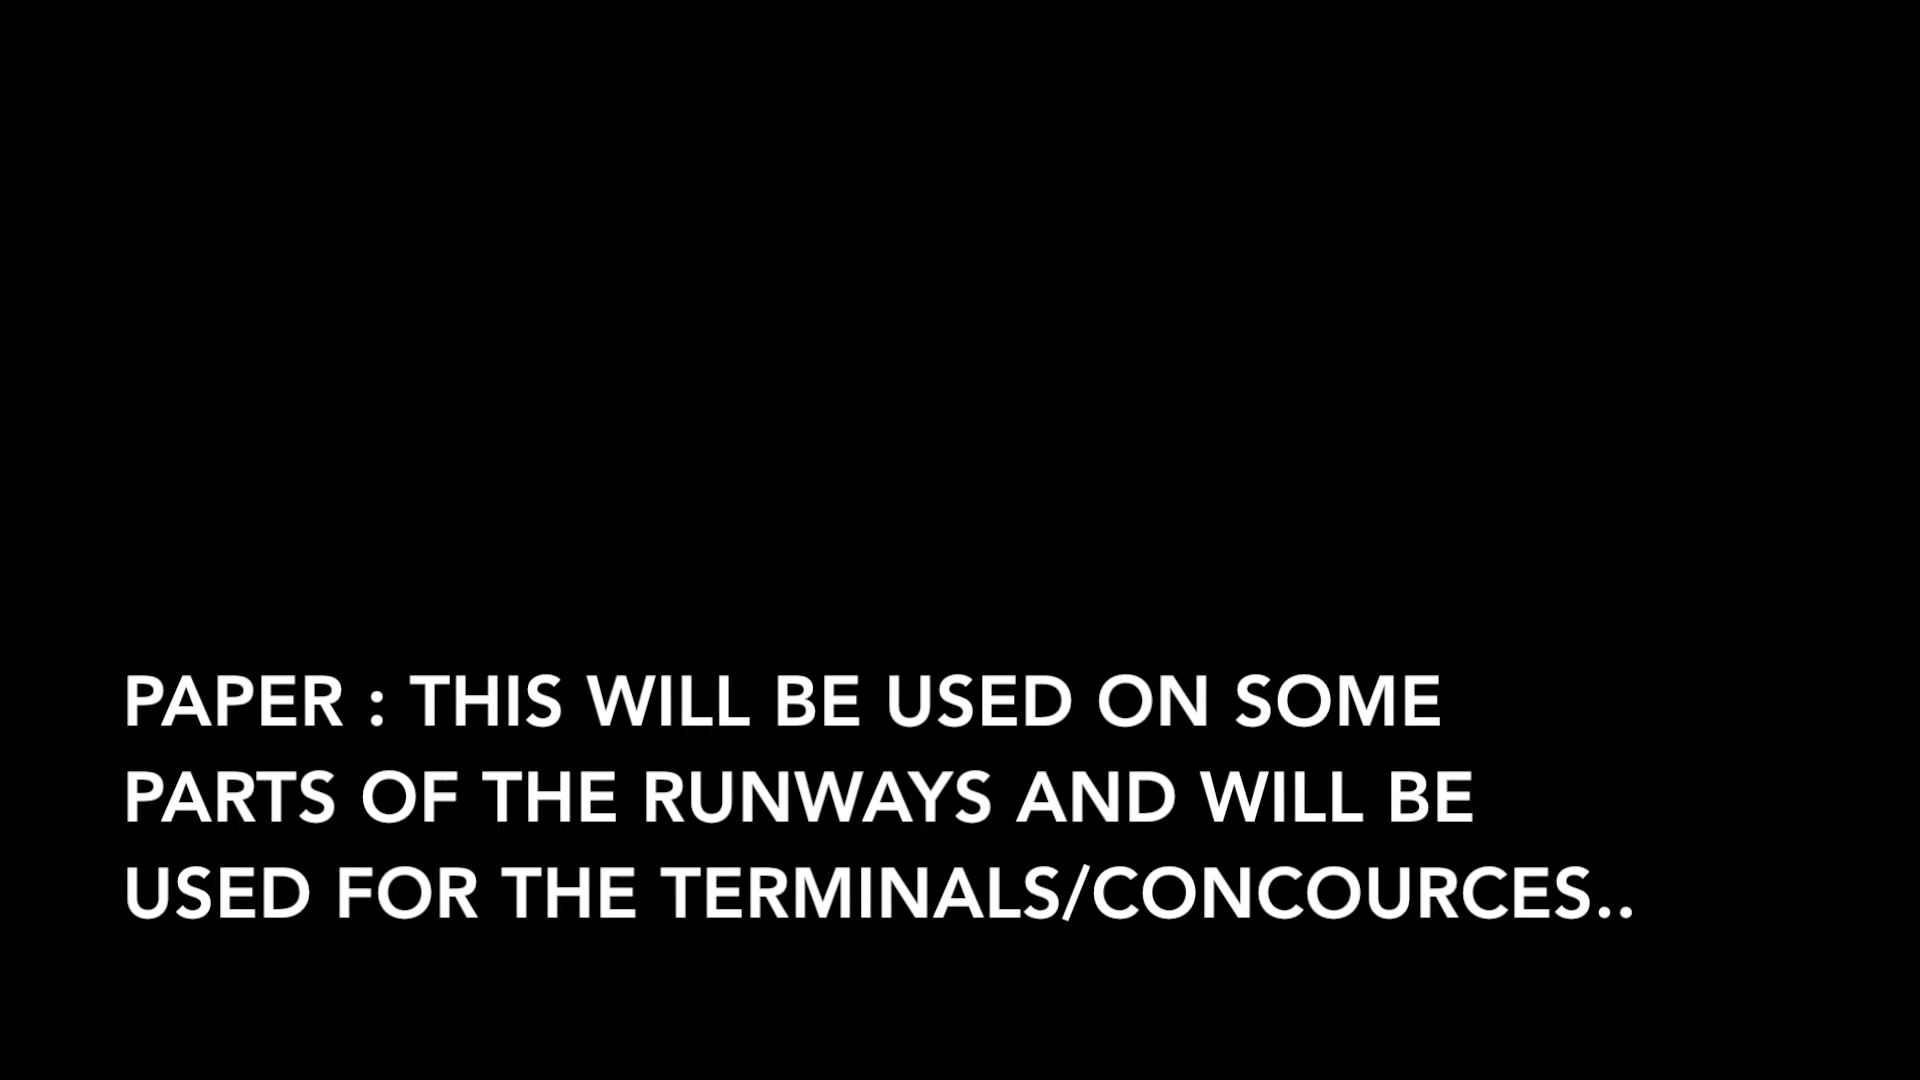 PAPER : THIS WILL BE USED ON SOME
PARTS OF THE RUNWAYS AND WILL BE
USED FOR THE TERMINALS/CONCOURCES..